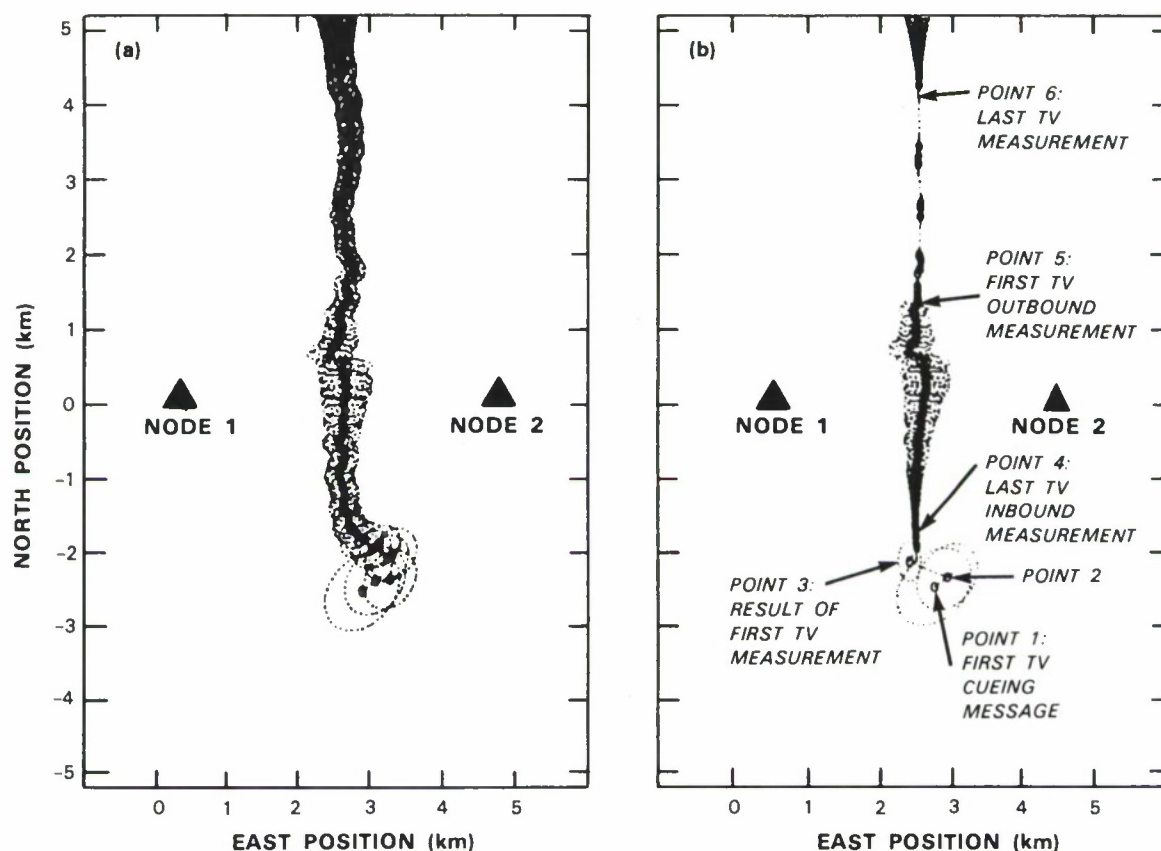 (a)
5
4
3
2
1
0
-1
-2
-3
-4
-5
NORTH POSITION (km)
NODE 1
NODE 2
0 1 2 3 4 5
EAST POSITION (km)
(b)
POINT 6:
LAST TV
MEASUREMENT
POINT 5:
FIRST TV
OUTBOUND
MEASUREMENT
NODE 1
NODE 2
POINT 4:
LAST TV
INBOUND
MEASUREMENT
POINT 2
POINT 3:
RESULT OF
FIRST TV
MEASUREMENT
POINT 1:
FIRST TV
CUEING
MESSAGE
0 1 2 3 4 5
EAST POSITION (km)